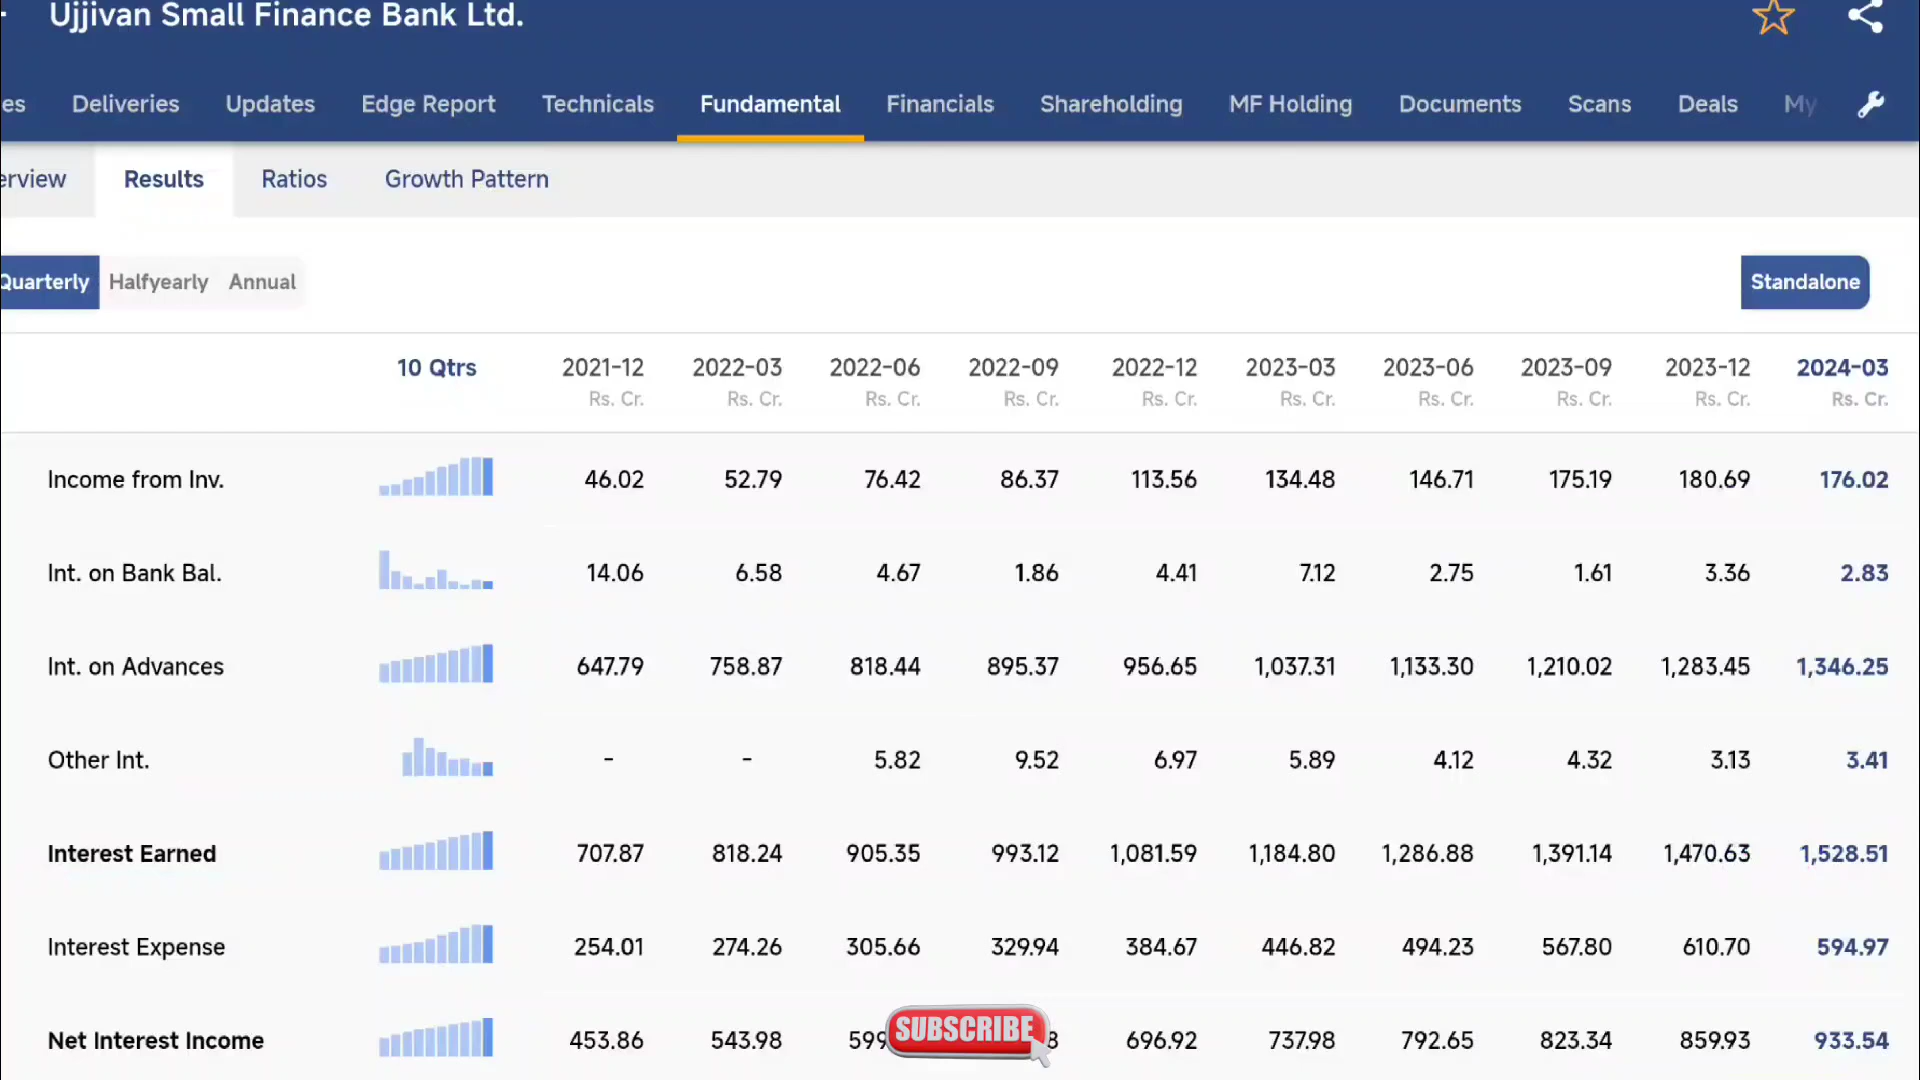 Ujjivan Small Finance Bank Ltd.
es Deliveries Updates Edge Report Technicals Fundamental Financials Shareholding MF Holding Documents Scans Deals My
erview Results Ratios Growth Pattern
Quarterly Halfyearly Annual Standalone
10 Qtrs 2021-12 2022-03 2022-06 2022-09 2022-12 2023-03 2023-06 2023-09 2023-12 2024-03
Rs. Cr. Rs. Cr. Rs. Cr. Rs. Cr. Rs. Cr. Rs. Cr. Rs. Cr. Rs. Cr. Rs. Cr. Rs. Cr.
Income from Inv. 46.02 52.79 76.42 86.37 113.56 134.48 146.71 175.19 180.69 176.02
Int. on Bank Bal. 14.06 6.58 4.67 1.86 4.41 7.12 2.75 1.61 3.36 2.83
Int. on Advances 647.79 758.87 818.44 895.37 956.65 1,037.31 1,133.30 1,210.02 1,283.45 1,346.25
Other Int. - - 5.82 9.52 6.97 5.89 4.12 4.32 3.13 3.41
Interest Earned 707.87 818.24 905.35 993.12 1,081.59 1,184.80 1,286.88 1,391.14 1,470.63 1,528.51
Interest Expense 254.01 274.26 305.66 329.94 384.67 446.82 494.23 567.80 610.70 594.97
Net Interest Income 453.86 543.98 599 8 696.92 737.98 792.65 823.34 859.93 933.54
SUBSCRIBE